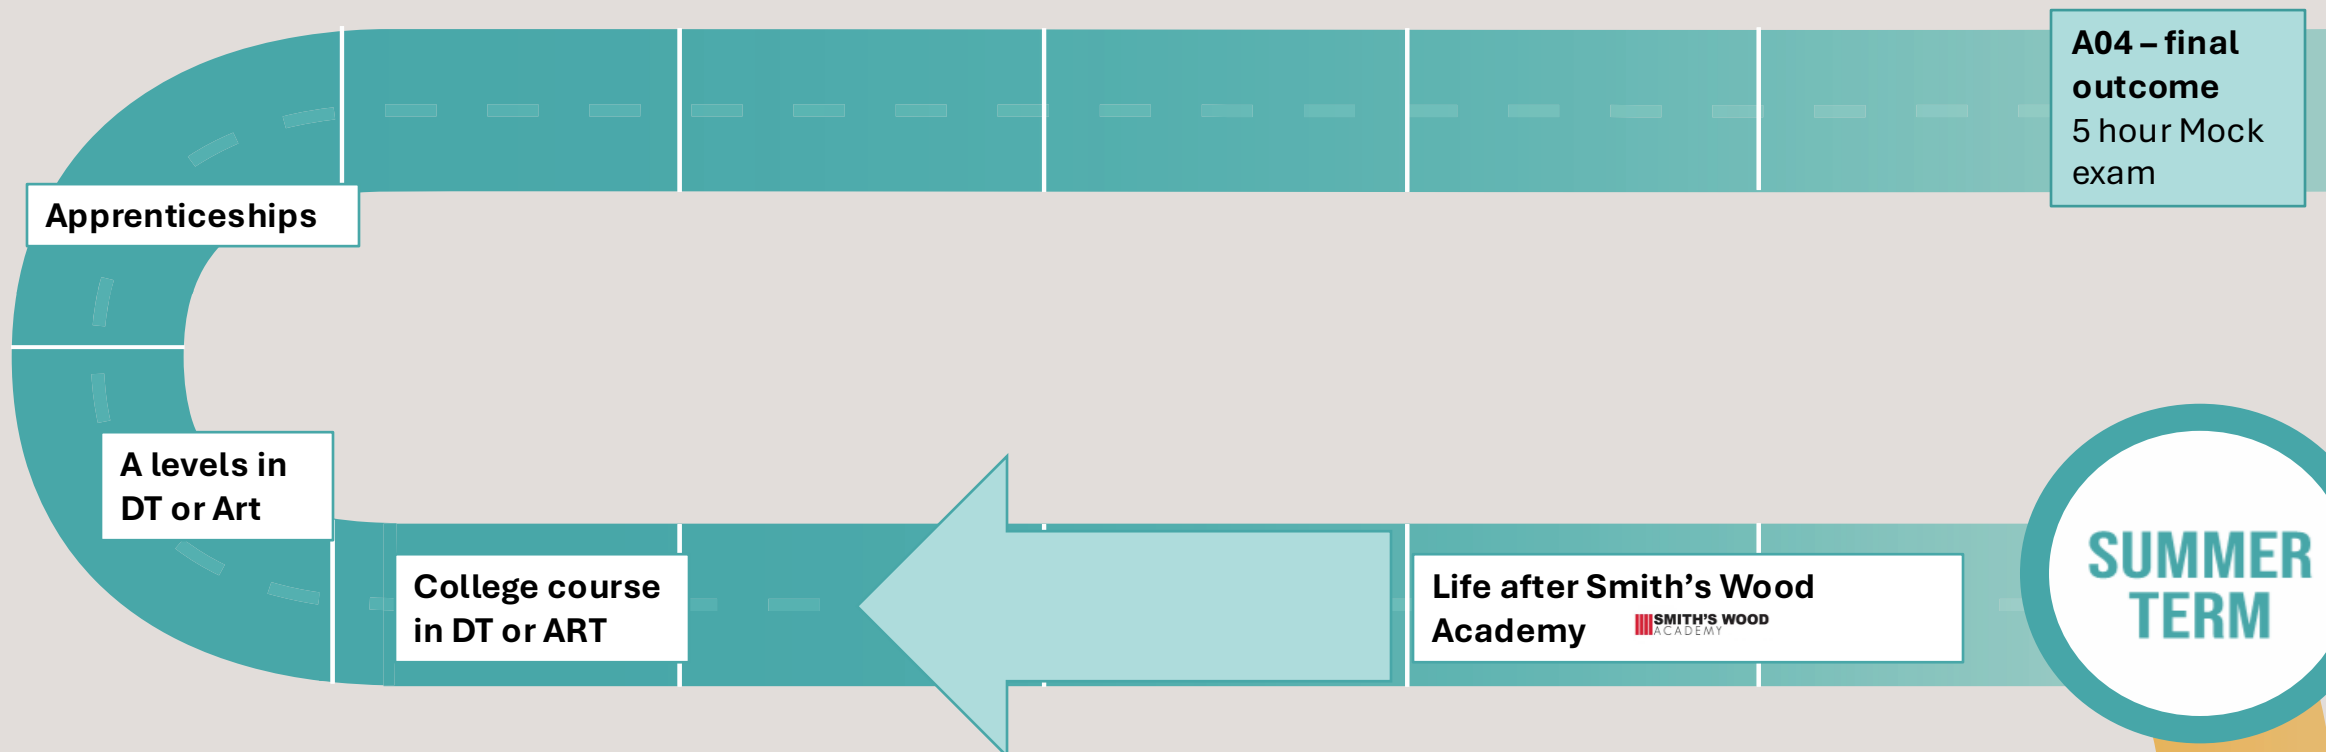 A04 – final
outcome
5 hour Mock
exam
Apprenticeships
A levels in
DT or Art
College course
in DT or ART
Life after Smith’s Wood
Academy
SMITH'S WOOD
ACADEMY
SUMMER
TERM